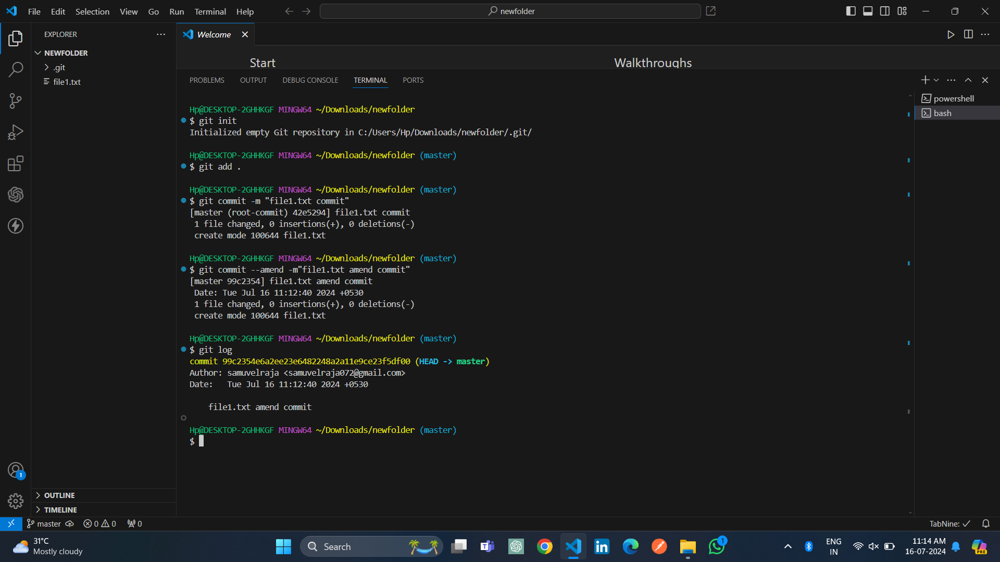 File Edit Selection View Go Run Terminal Help
newfolder
EXPLORER
NEWFOLDER
.git
file1.txt
Welcome
Start
Walkthroughs
PROBLEMS OUTPUT DEBUG CONSOLE TERMINAL PORTS
powershell
bash
Hp@DESKTOP-2GHHKGF MINGW64 ~/Downloads/newfolder
$ git init
Initialized empty Git repository in C:/Users/Hp/Downloads/newfolder/.git/
Hp@DESKTOP-2GHHKGF MINGW64 ~/Downloads/newfolder (master)
$ git add .
Hp@DESKTOP-2GHHKGF MINGW64 ~/Downloads/newfolder (master)
$ git commit -m "file1.txt commit"
[master (root-commit) 42e5294] file1.txt commit
1 file changed, 0 insertions(+), 0 deletions(-)
create mode 100644 file1.txt
Hp@DESKTOP-2GHHKGF MINGW64 ~/Downloads/newfolder (master)
$ git commit --amend -m"file1.txt amend commit"
[master 99c2354] file1.txt amend commit
Date: Tue Jul 16 11:12:40 2024 +0530
1 file changed, 0 insertions(+), 0 deletions(-)
create mode 100644 file1.txt
Hp@DESKTOP-2GHHKGF MINGW64 ~/Downloads/newfolder (master)
$ git log
commit 99c2354e6a2ee23e6482248a2a11e9ce23f5df00 (HEAD -> master)
Author: samuvelraja <samuvelraja072@gmail.com>
Date: Tue Jul 16 11:12:40 2024 +0530
file1.txt amend commit
Hp@DESKTOP-2GHHKGF MINGW64 ~/Downloads/newfolder (master)
$
1
OUTLINE
TIMELINE
master 0 0 0
TabNine:
31°C
Mostly cloudy
Search
1
ENG
IN
11:14 AM
16-07-2024
PRE